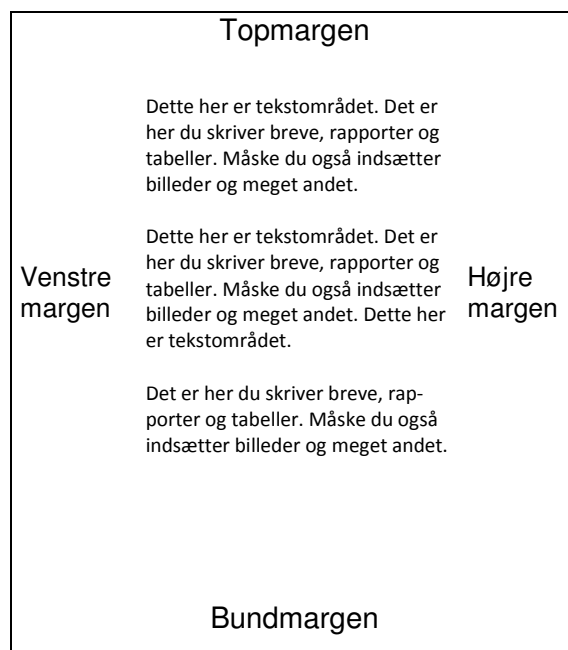 Topmargen
Dette her er tekstområdet. Det er
her du skriver breve, rapporter og
tabeller. Måske du også indsætter
billeder og meget andet.
Dette her er tekstområdet. Det er
her du skriver breve, rapporter og
tabeller. Måske du også indsætter
billeder og meget andet. Dette her
er tekstområdet.
Venstre
margen
Højre
margen
Det er her du skriver breve, rap-
porter og tabeller. Måske du også
indsætter billeder og meget andet.
Bundmargen